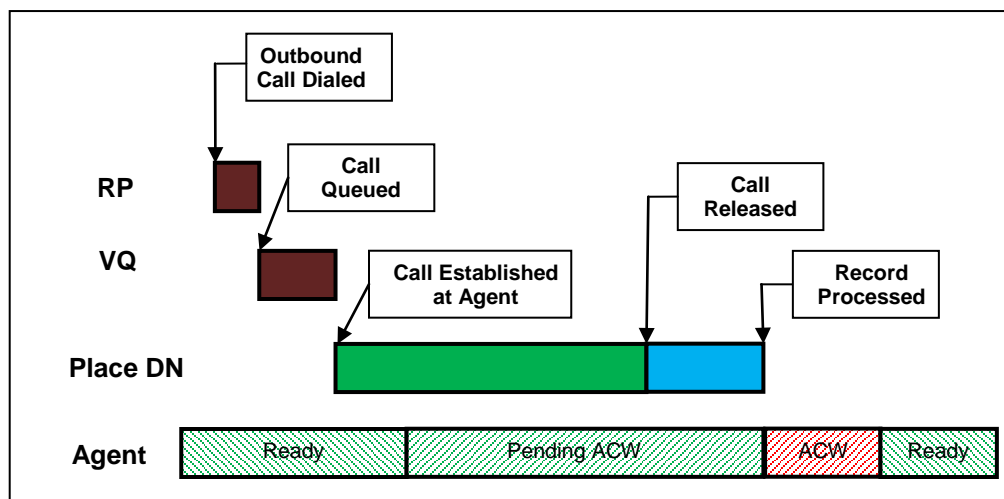 Outbound
Call Dialed
RP
Call
Queued
Call
Released
VQ
Call Established
at Agent
Record
Processed
Place DN
Agent
Ready
Pending ACW
ACW
Ready